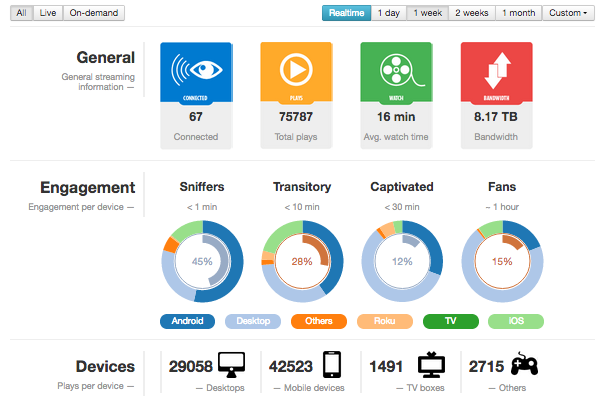 All Live On-demand Realtime 1 day 1 week 2 weeks 1 month Custom
General
General streaming
information —
CONNECTED PLAYS WATCH BANDWIDTH
67 75787 16 min 8.17 TB
Connected Total plays Avg. watch time Bandwidth
Engagement Sniffers Transitory Captivated Fans
Engagement per device — < 1 min < 10 min < 30 min ~ 1 hour
45% 28% 12% 15%
Android Desktop Others Roku TV iOS
Devices 29058 42523 1491 2715
Plays per device — — Desktops — Mobile devices — TV boxes — Others